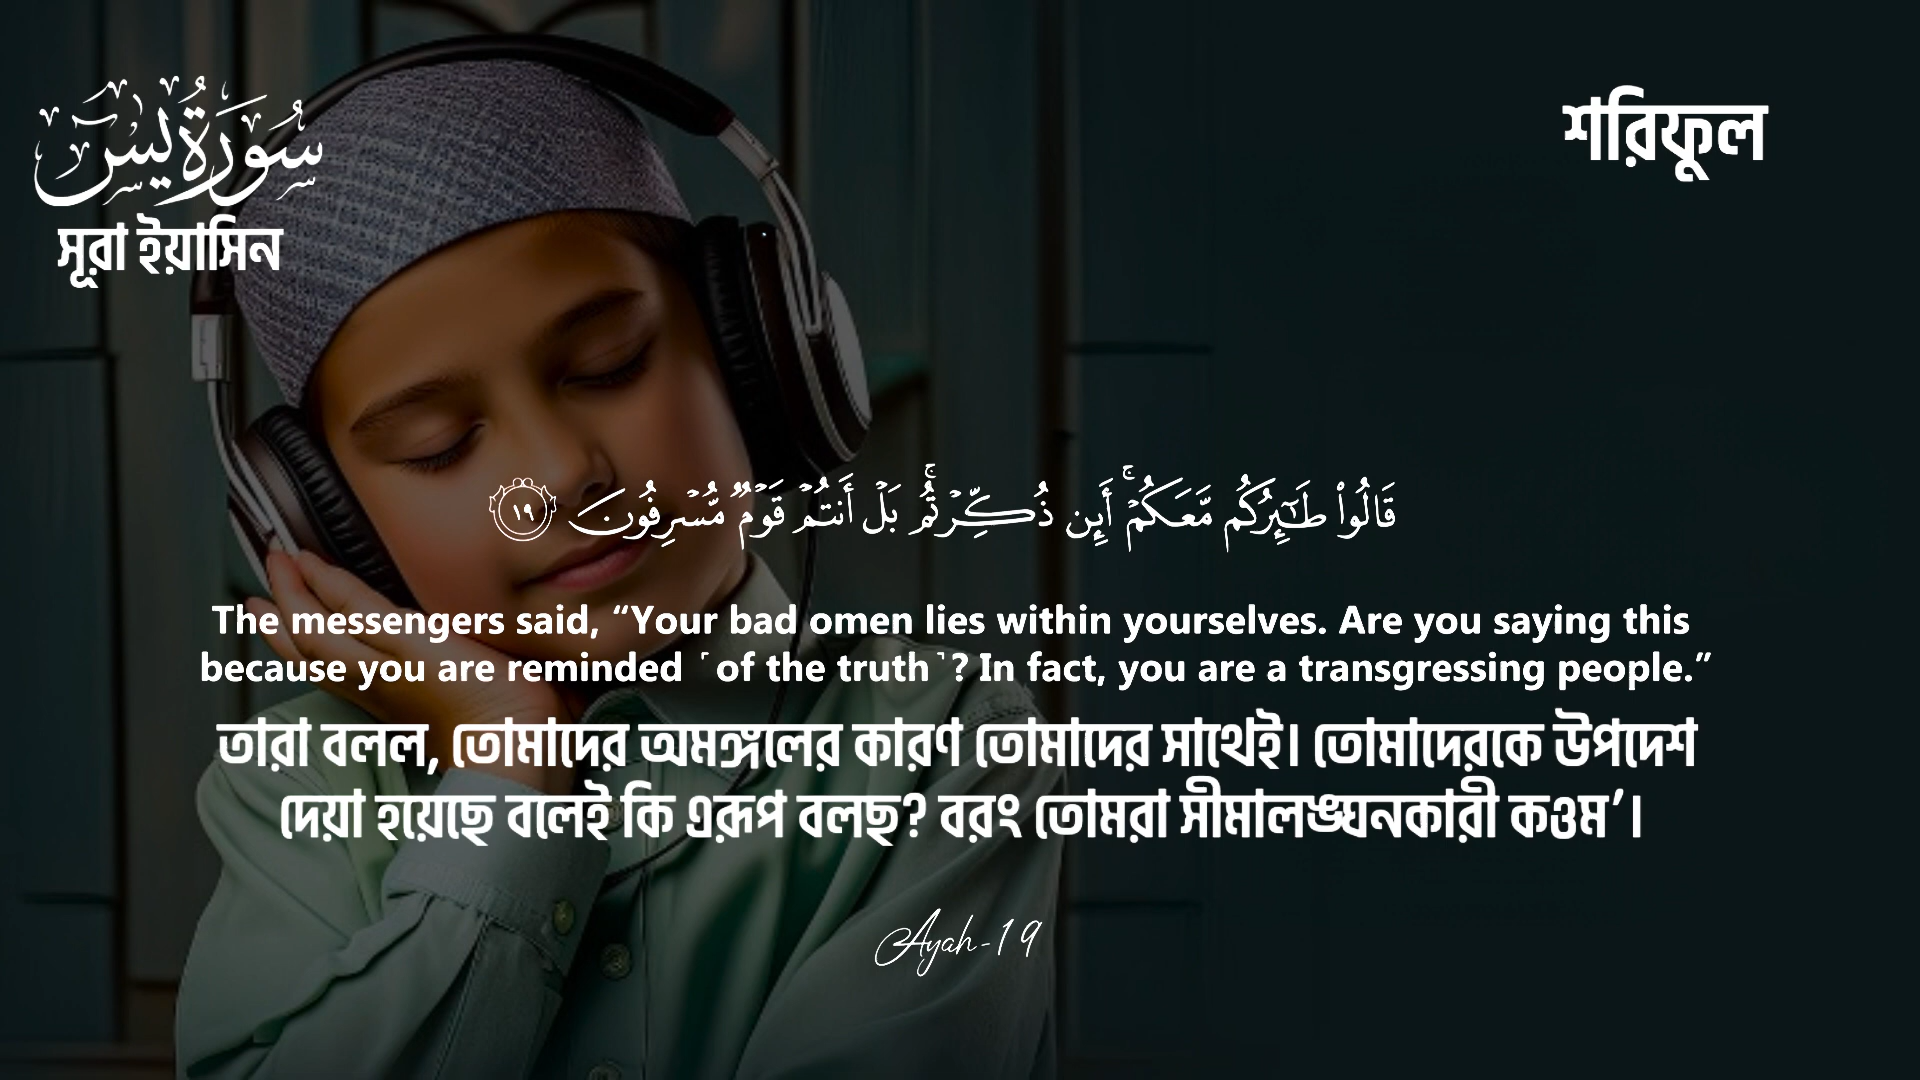 سُورَةُ يسٓ
সূরা ইয়াসিন
শরিফুল
قَالُواْ طَـٰٓئِرُكُم مَّعَكُمْ ۚ أَئِن ذُكِّرْتُم ۚ بَلْ أَنتُمْ قَوْمٌ مُّسْرِفُونَ ١٩
The messengers said, “Your bad omen lies within yourselves. Are you saying this
because you are reminded ˹of the truth˺? In fact, you are a transgressing people.”
তারা বলল, তোমাদের অমঙ্গলের কারণ তোমাদের সাথেই। তোমাদেরকে উপদেশ
দেয়া হয়েছে বলেই কি এরূপ বলছ? বরং তোমরা সীমালঙ্ঘনকারী কওম’।
Ayah-19